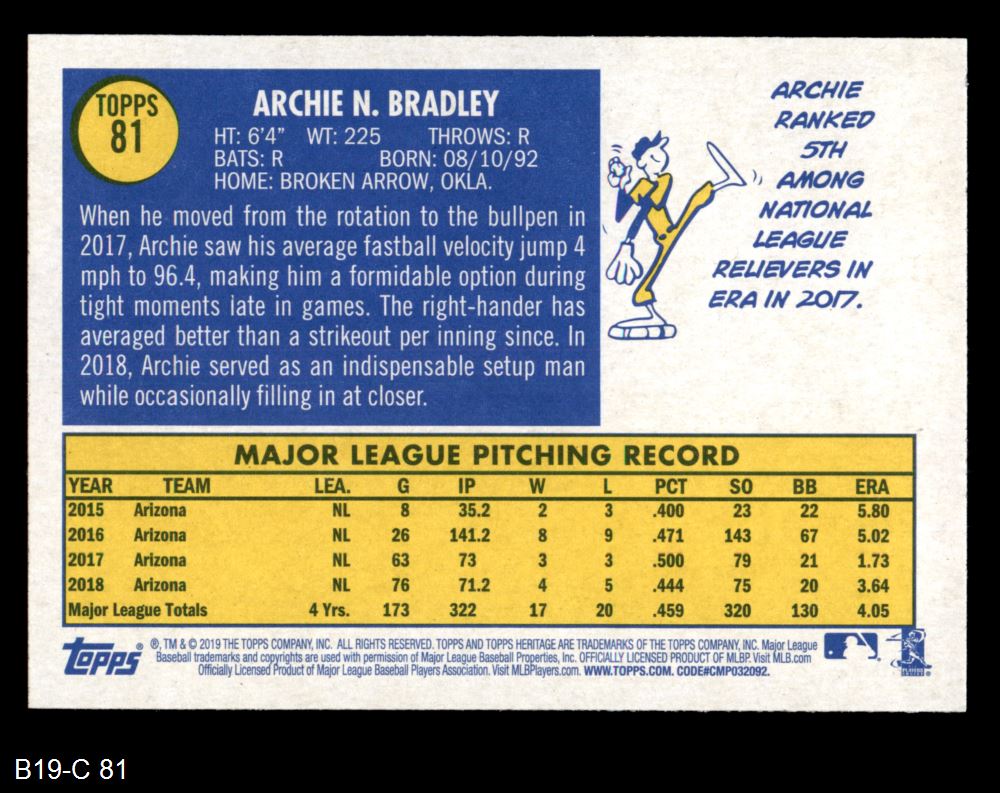 TOPPS
81
ARCHIE N. BRADLEY
HT: 6'4" WT: 225 THROWS: R
BATS: R BORN: 08/10/92
HOME: BROKEN ARROW, OKLA.
When he moved from the rotation to the bullpen in
2017, Archie saw his average fastball velocity jump 4
mph to 96.4, making him a formidable option during
tight moments late in games. The right-hander has
averaged better than a strikeout per inning since. In
2018, Archie served as an indispensable setup man
while occasionally filling in at closer.
ARCHIE
RANKED
5TH
AMONG
NATIONAL
LEAGUE
RELIEVERS IN
ERA IN 2017.
MAJOR LEAGUE PITCHING RECORD
YEAR TEAM LEA. G IP W L PCT SO BB ERA
2015 Arizona NL 8 35.2 2 3 .400 23 22 5.80
2016 Arizona NL 26 141.2 8 9 .471 143 67 5.02
2017 Arizona NL 63 73 3 3 .500 79 21 1.73
2018 Arizona NL 76 71.2 4 5 .444 75 20 3.64
Major League Totals 4 Yrs. 173 322 17 20 .459 320 130 4.05
Topps®
®, TM & © 2019 THE TOPPS COMPANY, INC. ALL RIGHTS RESERVED. TOPPS AND TOPPS HERITAGE ARE TRADEMARKS OF THE TOPPS COMPANY, INC. Major League
Baseball trademarks and copyrights are used with permission of Major League Baseball Properties, Inc. OFFICIALLY LICENSED PRODUCT OF MLBP. Visit MLB.com
Officially Licensed Product of Major League Baseball Players Association. Visit MLBPlayers.com. WWW.TOPPS.COM. CODE#CMP032092.
B19-C 81